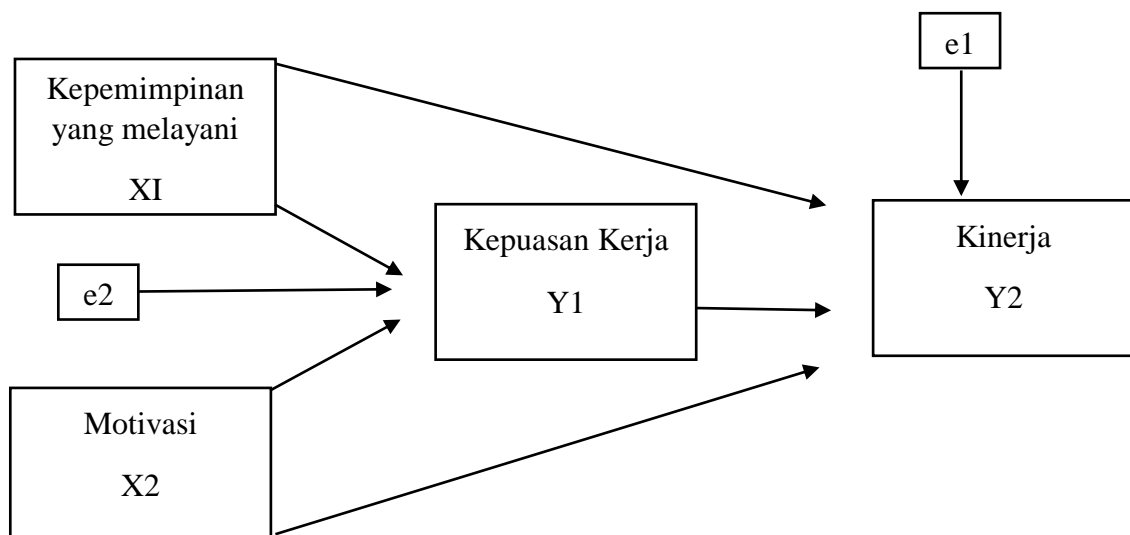 e1
Kepemimpinan
yang melayani
XI
Kepuasan Kerja
Y1
Kinerja
Y2
e2
Motivasi
X2